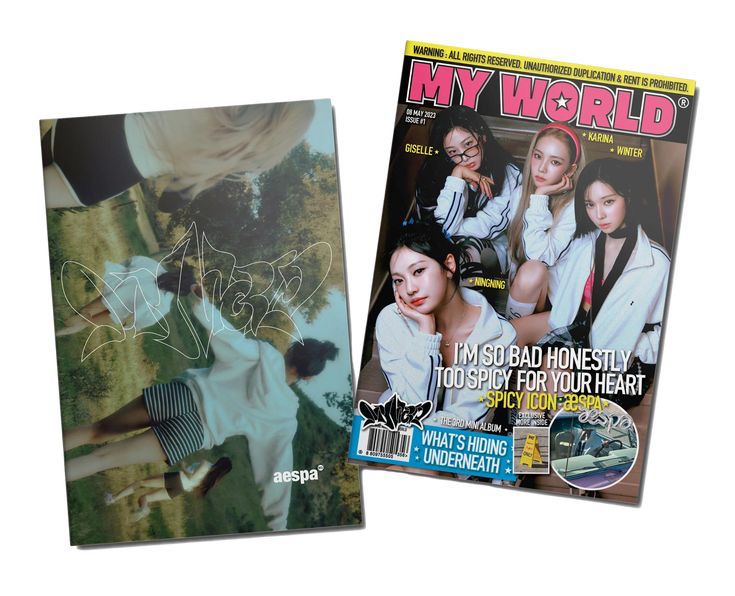 aespa
WARNING : ALL RIGHTS RESERVED. UNAUTHORIZED DUPLICATION & RENT IS PROHIBITED.
MY WORLD®
08 MAY 2023
ISSUE #1
GISELLE
KARINA
WINTER
NINGNING
I'M SO BAD HONESTLY
TOO SPICY FOR YOUR HEART
SPICY ICON : æSPA
THE 3RD MINI ALBUM
WHAT'S HIDING
UNDERNEATH
EXCLUSIVE
MORE INSIDE
aespa